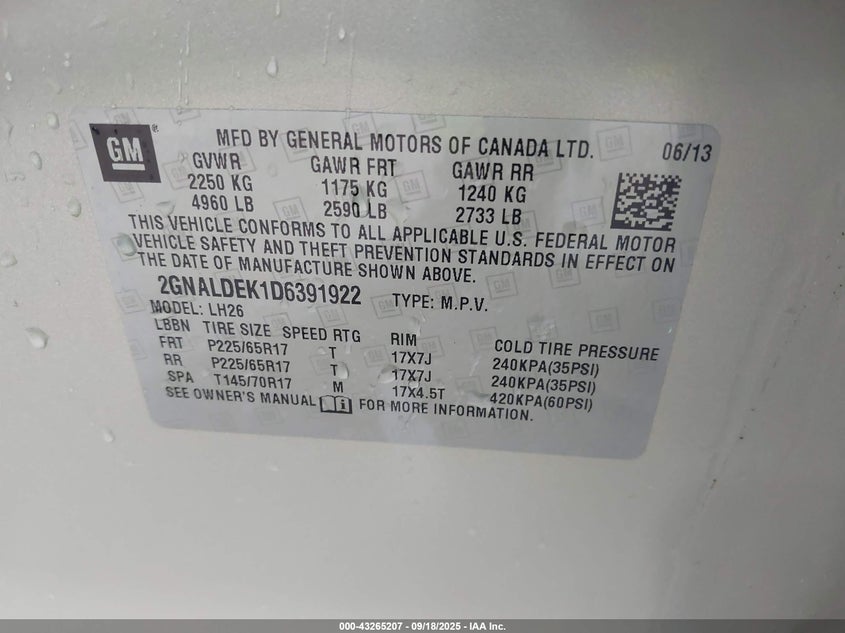 GM
MFD BY GENERAL MOTORS OF CANADA LTD. 06/13
GVWR GAWR FRT GAWR RR
2250 KG 1175 KG 1240 KG
4960 LB 2590 LB 2733 LB
THIS VEHICLE CONFORMS TO ALL APPLICABLE U.S. FEDERAL MOTOR
VEHICLE SAFETY AND THEFT PREVENTION STANDARDS IN EFFECT ON
THE DATE OF MANUFACTURE SHOWN ABOVE.
2GNALDEK1D6391922 TYPE: M.P.V.
MODEL: LH26
LBBN TIRE SIZE SPEED RTG RIM COLD TIRE PRESSURE
FRT P225/65R17 T 17X7J 240KPA(35PSI)
RR P225/65R17 T 17X7J 240KPA(35PSI)
SPA T145/70R17 M 17X4.5T 420KPA(60PSI)
SEE OWNER'S MANUAL FOR MORE INFORMATION.
000-43265207 - 09/18/2025 - IAA Inc.